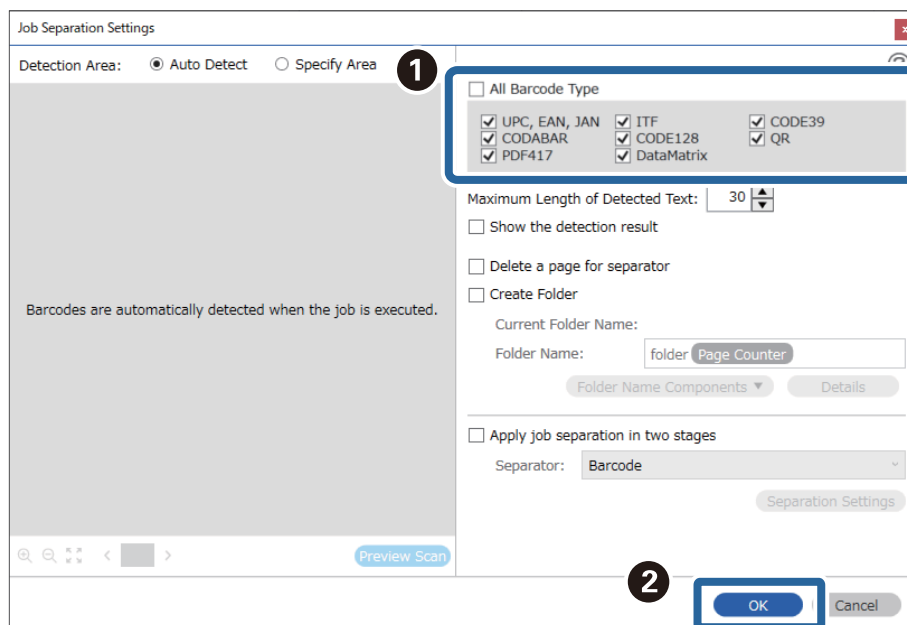 Job Separation Settings
Detection Area: Auto Detect Specify Area
1
All Barcode Type
UPC, EAN, JAN ITF CODE39
CODABAR CODE128 QR
PDF417 DataMatrix
Maximum Length of Detected Text: 30
Show the detection result
Delete a page for separator
Create Folder
Barcodes are automatically detected when the job is executed.
Current Folder Name:
Folder Name: folder Page Counter
Folder Name Components Details
Apply job separation in two stages
Separator: Barcode
Separation Settings
Preview Scan
2
OK Cancel